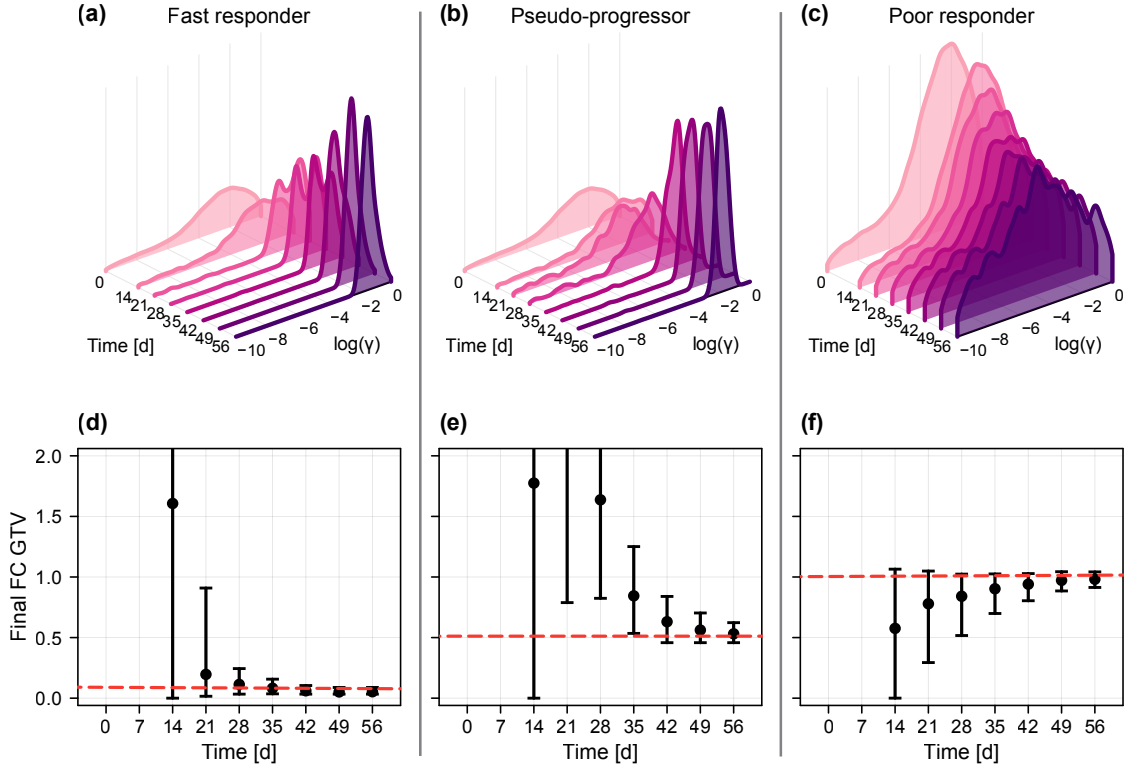 (a) Fast responder
(b) Pseudo-progressor
(c) Poor responder
0 14 21 28 35 42 49 56
Time [d]
−10 −8 −6 −4 −2 0
log(γ)
0 14 21 28 35 42 49 56
Time [d]
−10 −8 −6 −4 −2 0
log(γ)
0 14 21 28 35 42 49 56
Time [d]
−10 −8 −6 −4 −2 0
log(γ)
(d)
(e)
(f)
Final FC GTV
2.0
1.5
1.0
0.5
0.0
0 7 14 21 28 35 42 49 56
Time [d]
0 7 14 21 28 35 42 49 56
Time [d]
0 7 14 21 28 35 42 49 56
Time [d]